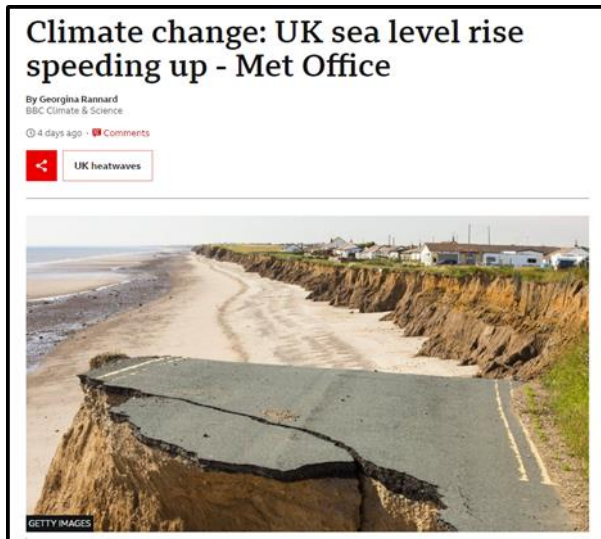 Climate change: UK sea level rise
speeding up - Met Office
By Georgina Rannard
BBC Climate & Science
4 days ago · Comments
UK heatwaves
GETTY IMAGES